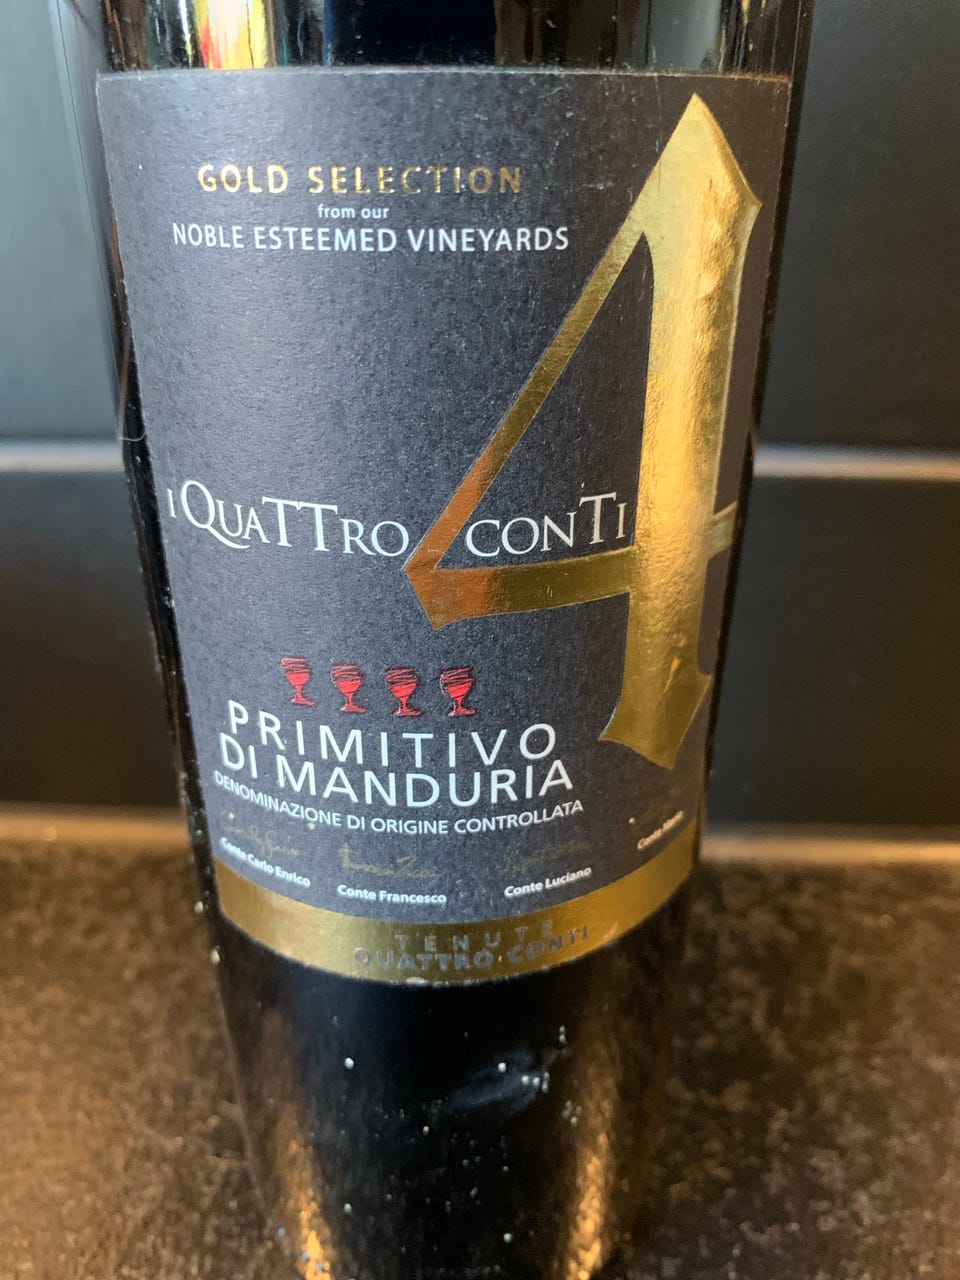 GOLD SELECTION
from our
NOBLE ESTEEMED VINEYARDS
4
I QUATTRO CONTI
PRIMITIVO
DI MANDURIA
DENOMINAZIONE DI ORIGINE CONTROLLATA
Conte Carlo Enrico
Conte Francesco
Conte Luciano
Conte
TENUTE
QUATTRO CONTI